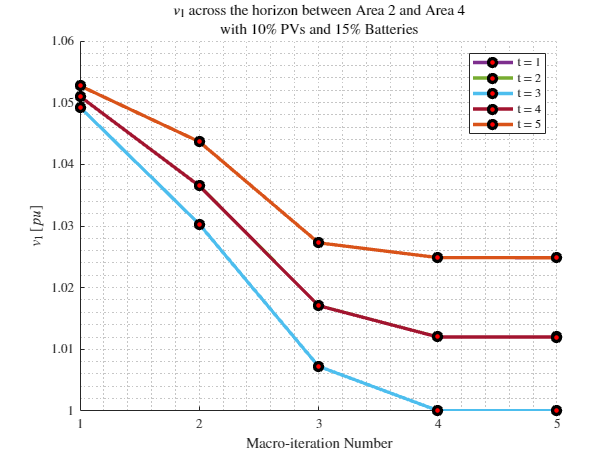 v1 across the horizon between Area 2 and Area 4
with 10% PVs and 15% Batteries
1.06
1.05
1.04
1.03
1.02
1.01
1
v1 [pu]
t = 1
t = 2
t = 3
t = 4
t = 5
1 2 3 4 5
Macro-iteration Number